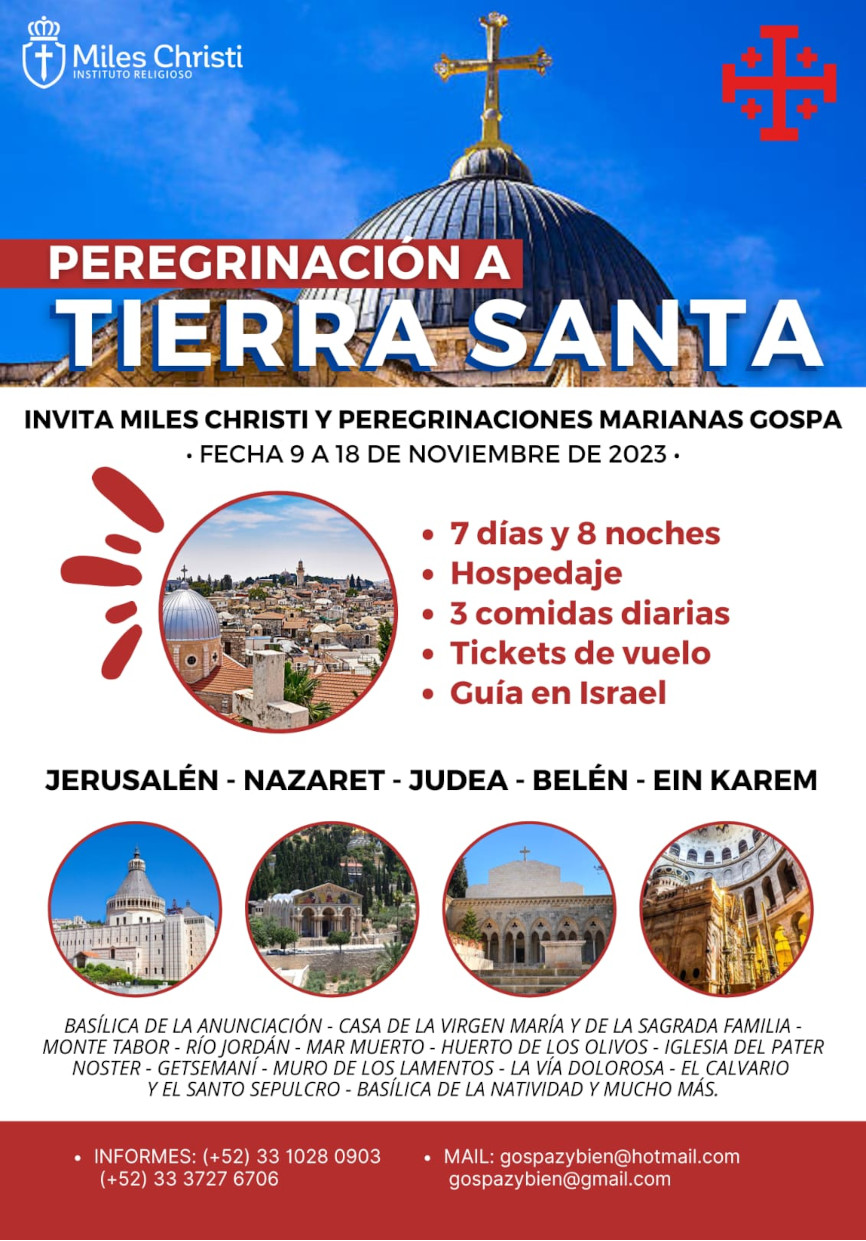 Miles Christi
INSTITUTO RELIGIOSO
PEREGRINACIÓN A
TIERRA SANTA
INVITA MILES CHRISTI Y PEREGRINACIONES MARIANAS GOSPA
• FECHA 9 A 18 DE NOVIEMBRE DE 2023 •
• 7 días y 8 noches
• Hospedaje
• 3 comidas diarias
• Tickets de vuelo
• Guía en Israel
JERUSALÉN - NAZARET - JUDEA - BELÉN - EIN KAREM
BASÍLICA DE LA ANUNCIACIÓN - CASA DE LA VIRGEN MARÍA Y DE LA SAGRADA FAMILIA -
MONTE TABOR - RÍO JORDÁN - MAR MUERTO - HUERTO DE LOS OLIVOS - IGLESIA DEL PATER
NOSTER - GETSEMANÍ - MURO DE LOS LAMENTOS - LA VÍA DOLOROSA - EL CALVARIO
Y EL SANTO SEPULCRO - BASÍLICA DE LA NATIVIDAD Y MUCHO MÁS.
• INFORMES: (+52) 33 1028 0903
(+52) 33 3727 6706
• MAIL: gospazybien@hotmail.com
gospazybien@gmail.com